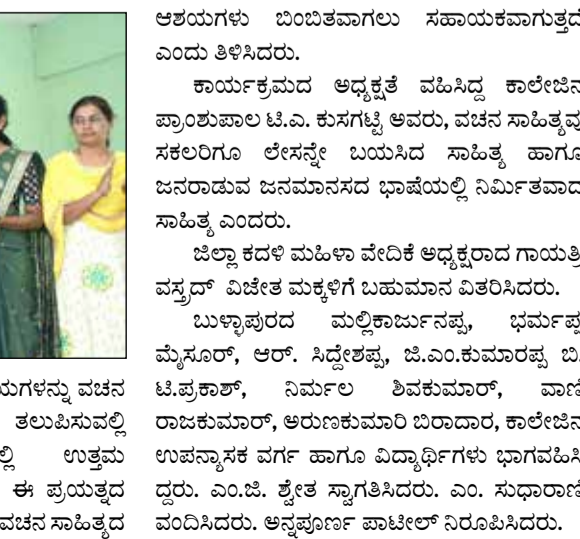 ಯಗಳನ್ನು ವಚನ
ತಲುಪಿಸುವಲ್ಲಿ
ಲ್ಲಿ ಉತ್ತಮ
ಈ ಪ್ರಯತ್ನದ
ವಚನ ಸಾಹಿತ್ಯದ
ಆಶಯಗಳು ಬಿಂಬಿತವಾಗಲು ಸಹಾಯಕವಾಗುತ್ತದೆ
ಎಂದು ತಿಳಿಸಿದರು.
ಕಾರ್ಯಕ್ರಮದ ಅಧ್ಯಕ್ಷತೆ ವಹಿಸಿದ್ದ ಕಾಲೇಜಿನ
ಪ್ರಾಂಶುಪಾಲ ಟಿ.ಎ. ಕುಸಗಟ್ಟಿ ಅವರು, ವಚನ ಸಾಹಿತ್ಯವು
ಸಕಲರಿಗೂ ಲೇಸನ್ನೇ ಬಯಸಿದ ಸಾಹಿತ್ಯ ಹಾಗೂ
ಜನರಾಡುವ ಜನಮಾನಸದ ಭಾಷೆಯಲ್ಲಿ ನಿರ್ಮಿತವಾದ
ಸಾಹಿತ್ಯ ಎಂದರು.
ಜಿಲ್ಲಾ ಕದಳಿ ಮಹಿಳಾ ವೇದಿಕೆ ಅಧ್ಯಕ್ಷರಾದ ಗಾಯತ್ರಿ
ವಸ್ತ್ರದ್ ವಿಜೇತ ಮಕ್ಕಳಿಗೆ ಬಹುಮಾನ ವಿತರಿಸಿದರು.
ಬುಳ್ಳಾಪುರದ ಮಲ್ಲಿಕಾರ್ಜುನಪ್ಪ, ಭರ್ಮಪ್ಪ
ಮೈಸೂರ್, ಆರ್. ಸಿದ್ದೇಶಪ್ಪ, ಜಿ.ಎಂ.ಕುಮಾರಪ್ಪ ಬಿ.
ಟಿ.ಪ್ರಕಾಶ್, ನಿರ್ಮಲ ಶಿವಕುಮಾರ್, ವಾಣಿ
ರಾಜಕುಮಾರ್, ಅರುಣಕುಮಾರಿ ಬಿರಾದಾರ, ಕಾಲೇಜಿನ
ಉಪನ್ಯಾಸಕ ವರ್ಗ ಹಾಗೂ ವಿದ್ಯಾರ್ಥಿಗಳು ಭಾಗವಹಿಸಿ
ದ್ದರು. ಎಂ.ಜಿ. ಶ್ವೇತ ಸ್ವಾಗತಿಸಿದರು. ಎಂ. ಸುಧಾರಾಣಿ
ವಂದಿಸಿದರು. ಅನ್ನಪೂರ್ಣ ಪಾಟೀಲ್ ನಿರೂಪಿಸಿದರು.